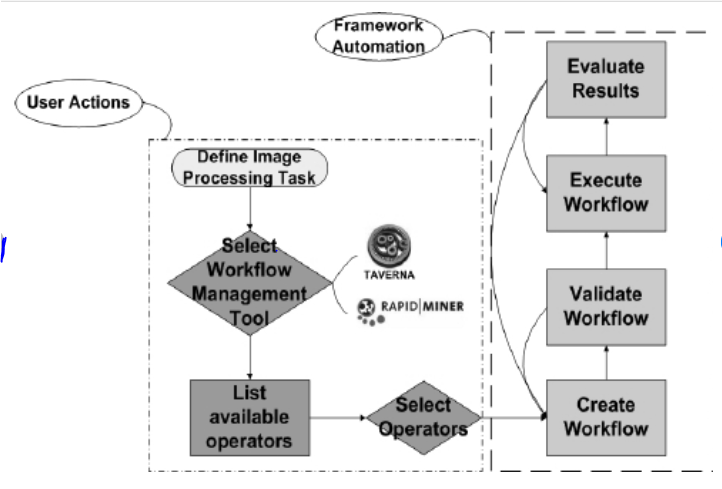 Framework
Automation
User Actions
Define Image
Processing Task
Select
Workflow
Management
Tool
TAVERNA
RAPID|MINER
List
available
operators
Select
Operators
Evaluate
Results
Execute
Workflow
Validate
Workflow
Create
Workflow